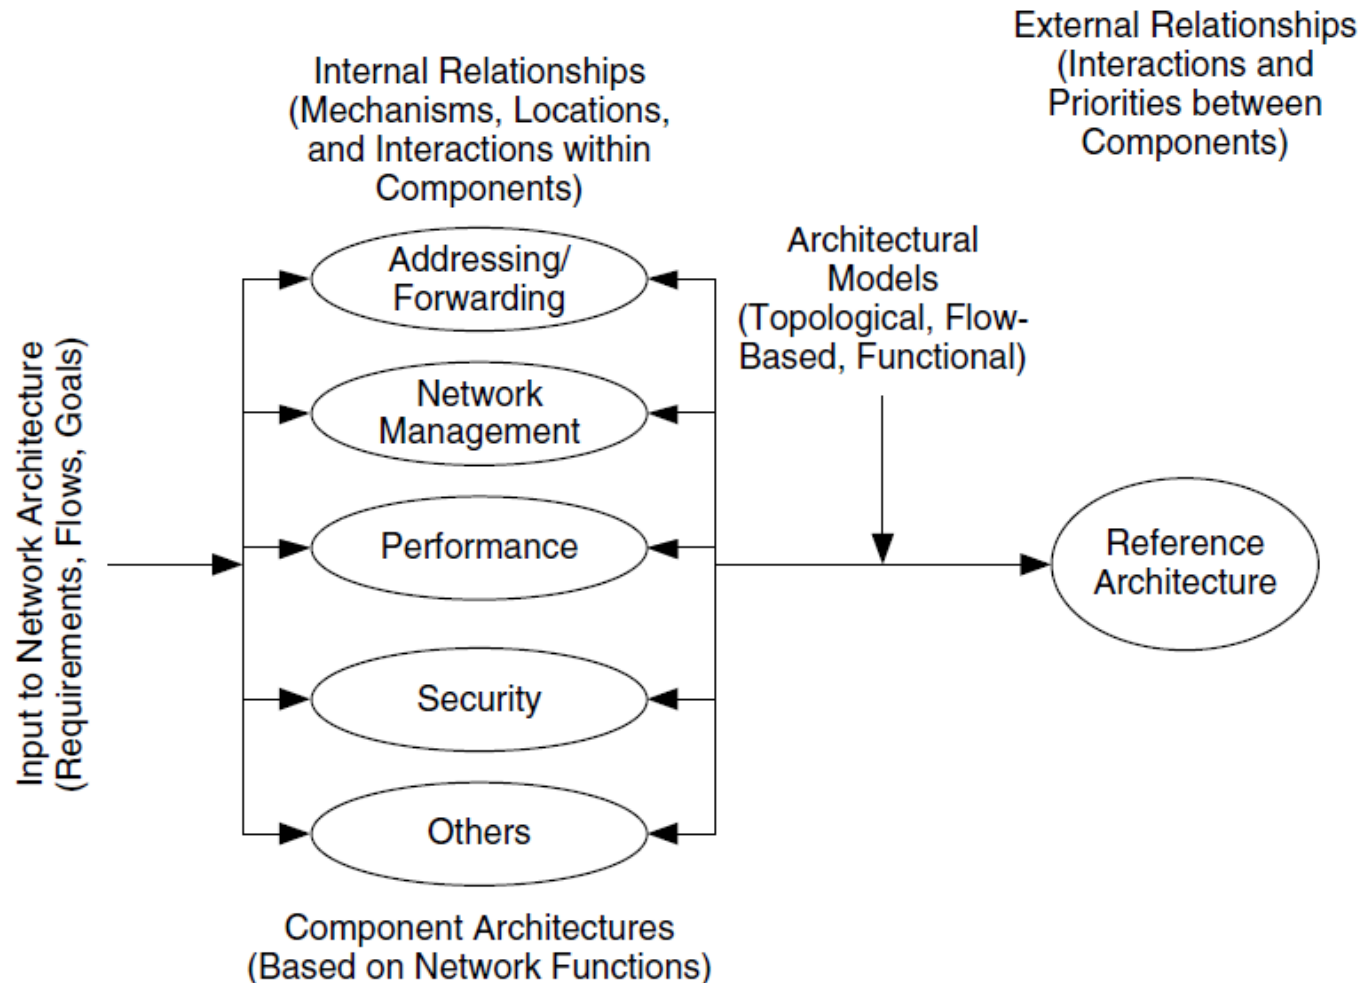 External Relationships
(Interactions and
Priorities between
Components)
Internal Relationships
(Mechanisms, Locations,
and Interactions within
Components)
Architectural
Models
(Topological, Flow-
Based, Functional)
Input to Network Architecture
(Requirements, Flows, Goals)
Addressing/
Forwarding
Network
Management
Performance
Security
Others
Reference
Architecture
Component Architectures
(Based on Network Functions)